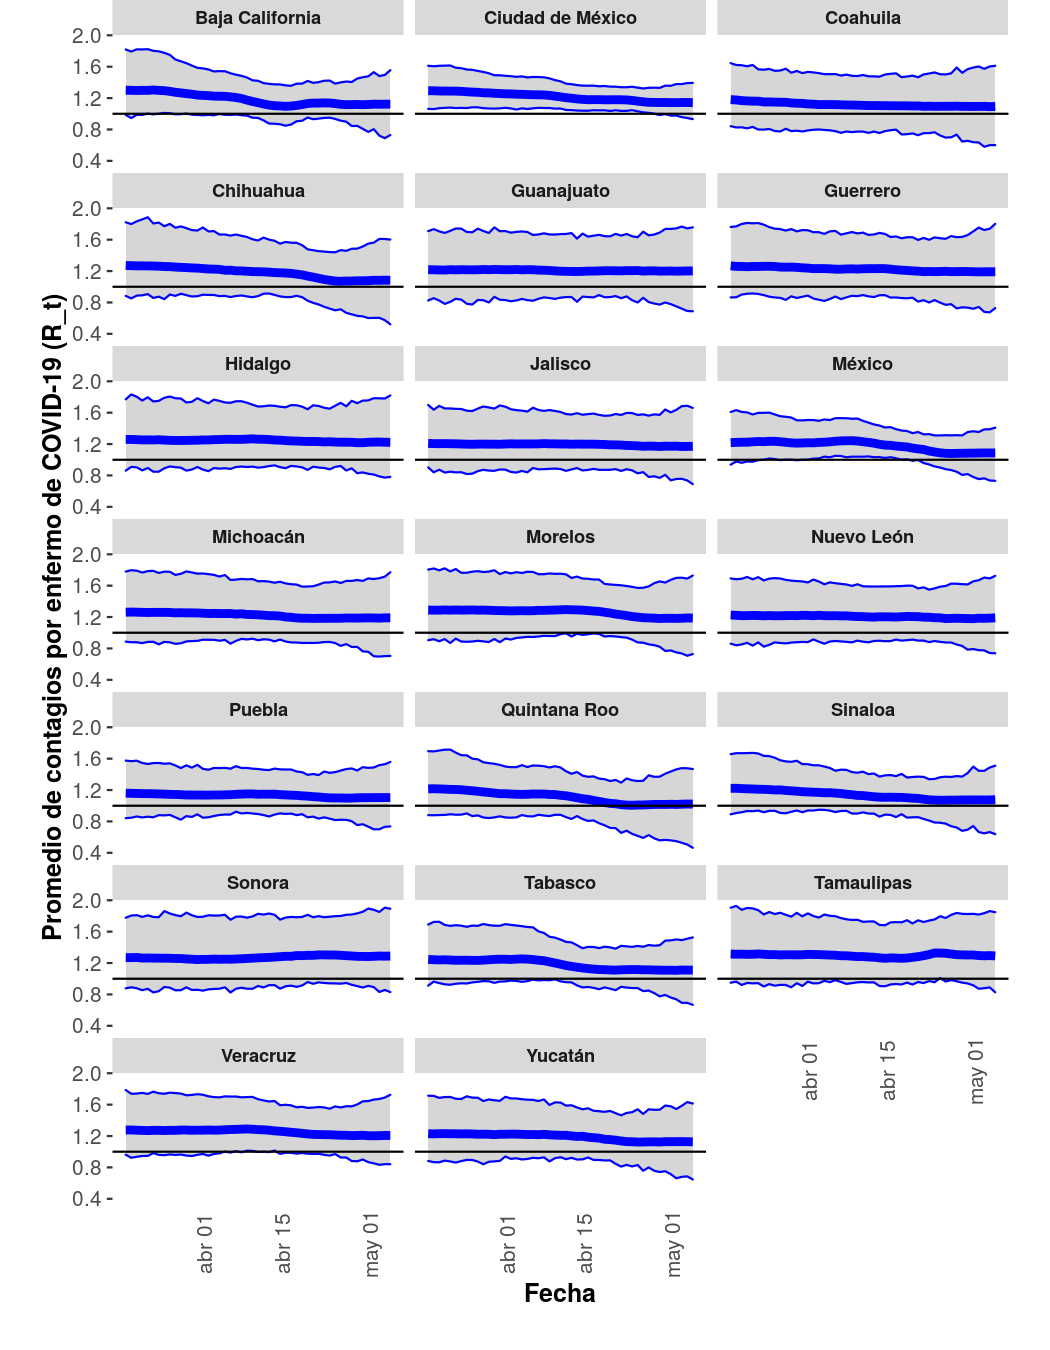 Baja California
Ciudad de México
Coahuila
2.0
1.6
1.2
0.8
0.4
Chihuahua
Guanajuato
Guerrero
2.0
1.6
1.2
0.8
0.4
Hidalgo
Jalisco
México
2.0
1.6
1.2
0.8
0.4
Michoacán
Morelos
Nuevo León
2.0
1.6
1.2
0.8
0.4
Puebla
Quintana Roo
Sinaloa
2.0
1.6
1.2
0.8
0.4
Sonora
Tabasco
Tamaulipas
2.0
1.6
1.2
0.8
0.4
abr 01
abr 15
may 01
Veracruz
Yucatán
2.0
1.6
1.2
0.8
0.4
abr 01
abr 15
may 01
abr 01
abr 15
may 01
Promedio de contagios por enfermo de COVID-19 (R_t)
Fecha